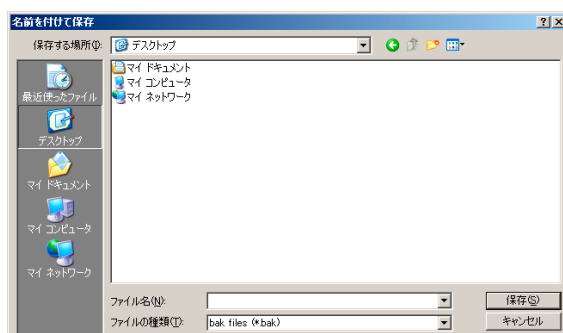 名前を付けて保存
保存する場所(I):
デスクトップ
最近使ったファイル
デスクトップ
マイ ドキュメント
マイ コンピュータ
マイ ネットワーク
マイ ドキュメント
マイ コンピュータ
マイ ネットワーク
ファイル名(N):
保存(S)
ファイルの種類(T):
bak files (*.bak)
キャンセル